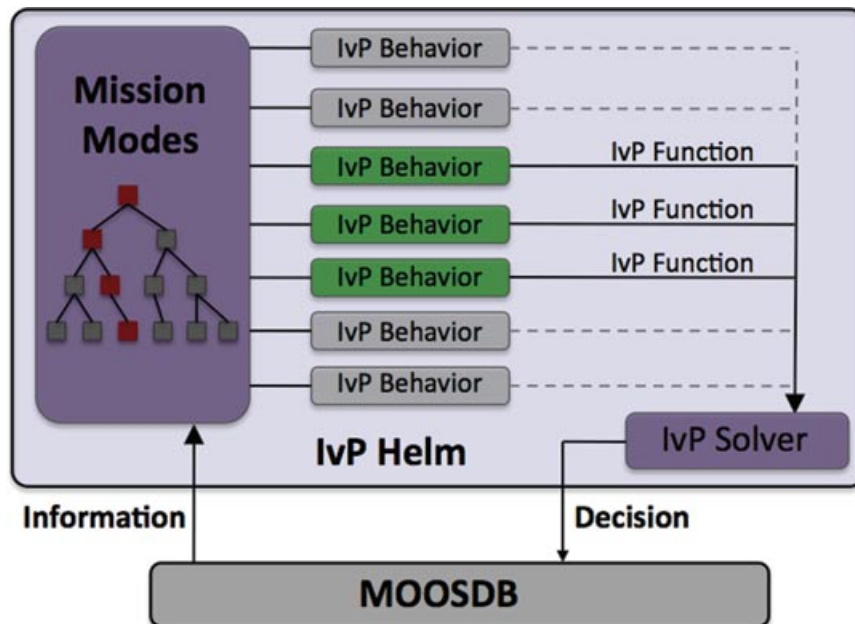 Mission
Modes
IvP Behavior
IvP Behavior
IvP Behavior
IvP Function
IvP Behavior
IvP Function
IvP Behavior
IvP Function
IvP Behavior
IvP Behavior
IvP Helm
IvP Solver
Information
Decision
MOOSDB